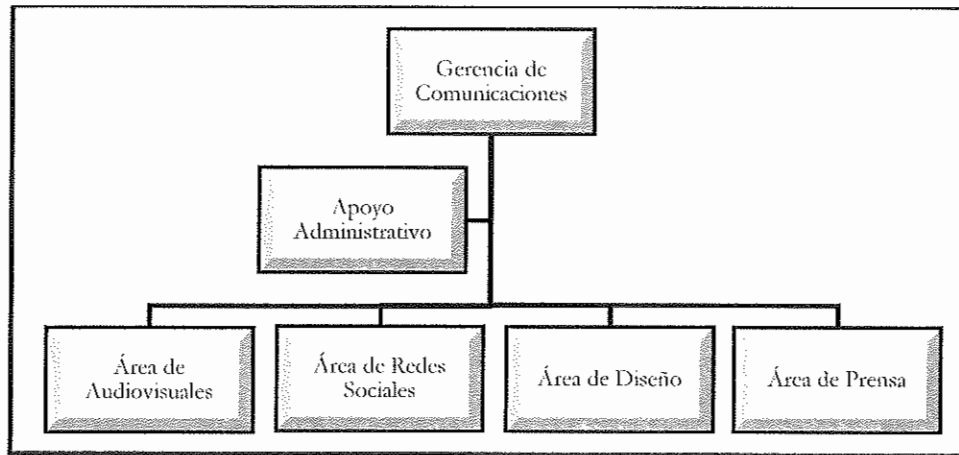 Gerencia de
Comunicaciones
Apoyo
Administrativo
Área de
Audiovisuales
Área de Redes
Sociales
Área de Diseño
Área de Prensa